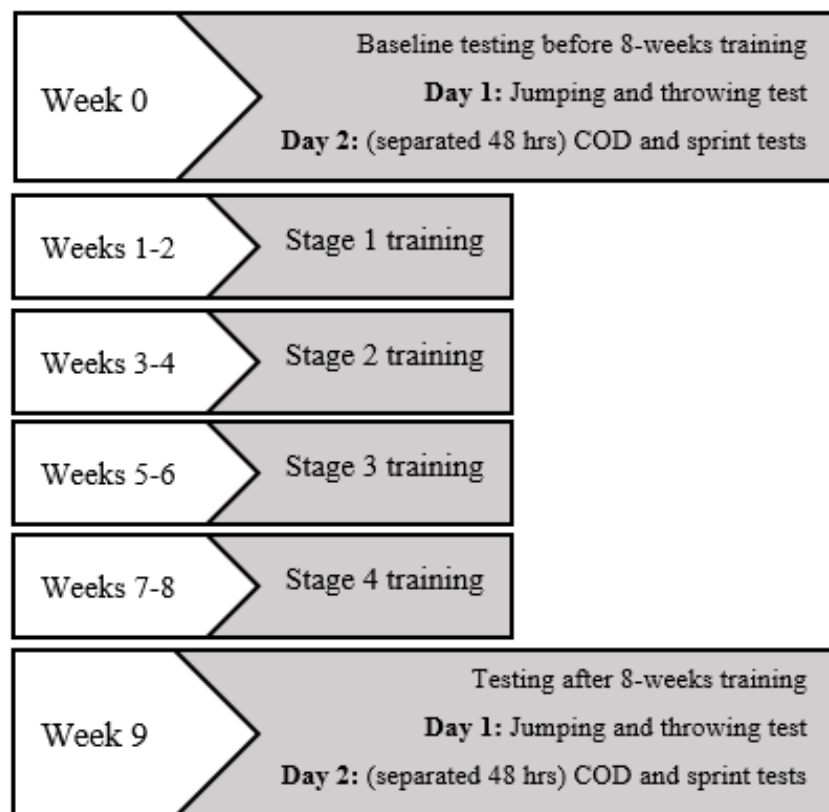 Week 0
Baseline testing before 8-weeks training
Day 1: Jumping and throwing test
Day 2: (separated 48 hrs) COD and sprint tests
Weeks 1-2
Stage 1 training
Weeks 3-4
Stage 2 training
Weeks 5-6
Stage 3 training
Weeks 7-8
Stage 4 training
Week 9
Testing after 8-weeks training
Day 1: Jumping and throwing test
Day 2: (separated 48 hrs) COD and sprint tests